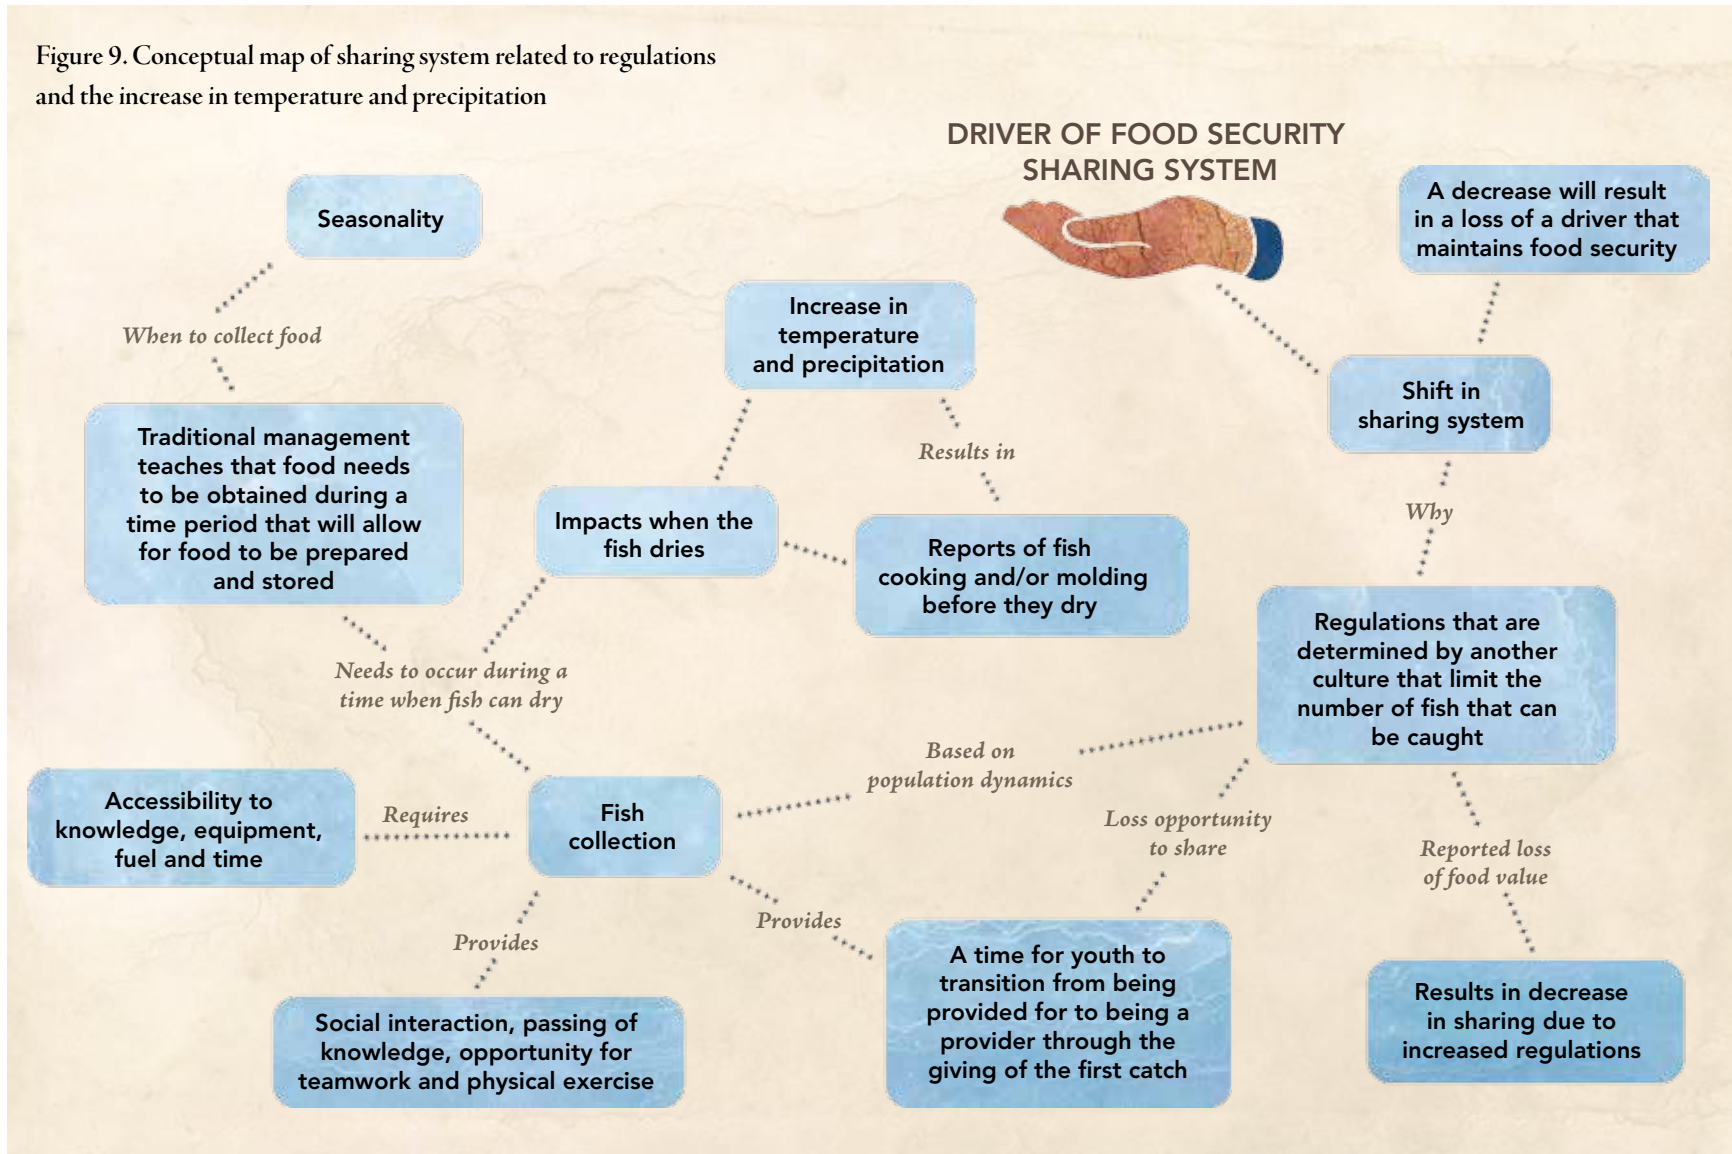 Figure 9. Conceptual map of sharing system related to regulations
and the increase in temperature and precipitation
DRIVER OF FOOD SECURITY
SHARING SYSTEM
Seasonality
When to collect food
Traditional management
teaches that food needs
to be obtained during a
time period that will allow
for food to be prepared
and stored
Increase in
temperature
and precipitation
Results in
Impacts when the
fish dries
Reports of fish
cooking and/or molding
before they dry
A decrease will result
in a loss of a driver that
maintains food security
Shift in
sharing system
Why
Regulations that are
determined by another
culture that limit the
number of fish that can
be caught
Needs to occur during a
time when fish can dry
Based on
population dynamics
Accessibility to
knowledge, equipment,
fuel and time
Requires
Fish
collection
Loss opportunity
to share
Reported loss
of food value
Provides
Provides
Social interaction, passing of
knowledge, opportunity for
teamwork and physical exercise
A time for youth to
transition from being
provided for to being a
provider through the
giving of the first catch
Results in decrease
in sharing due to
increased regulations